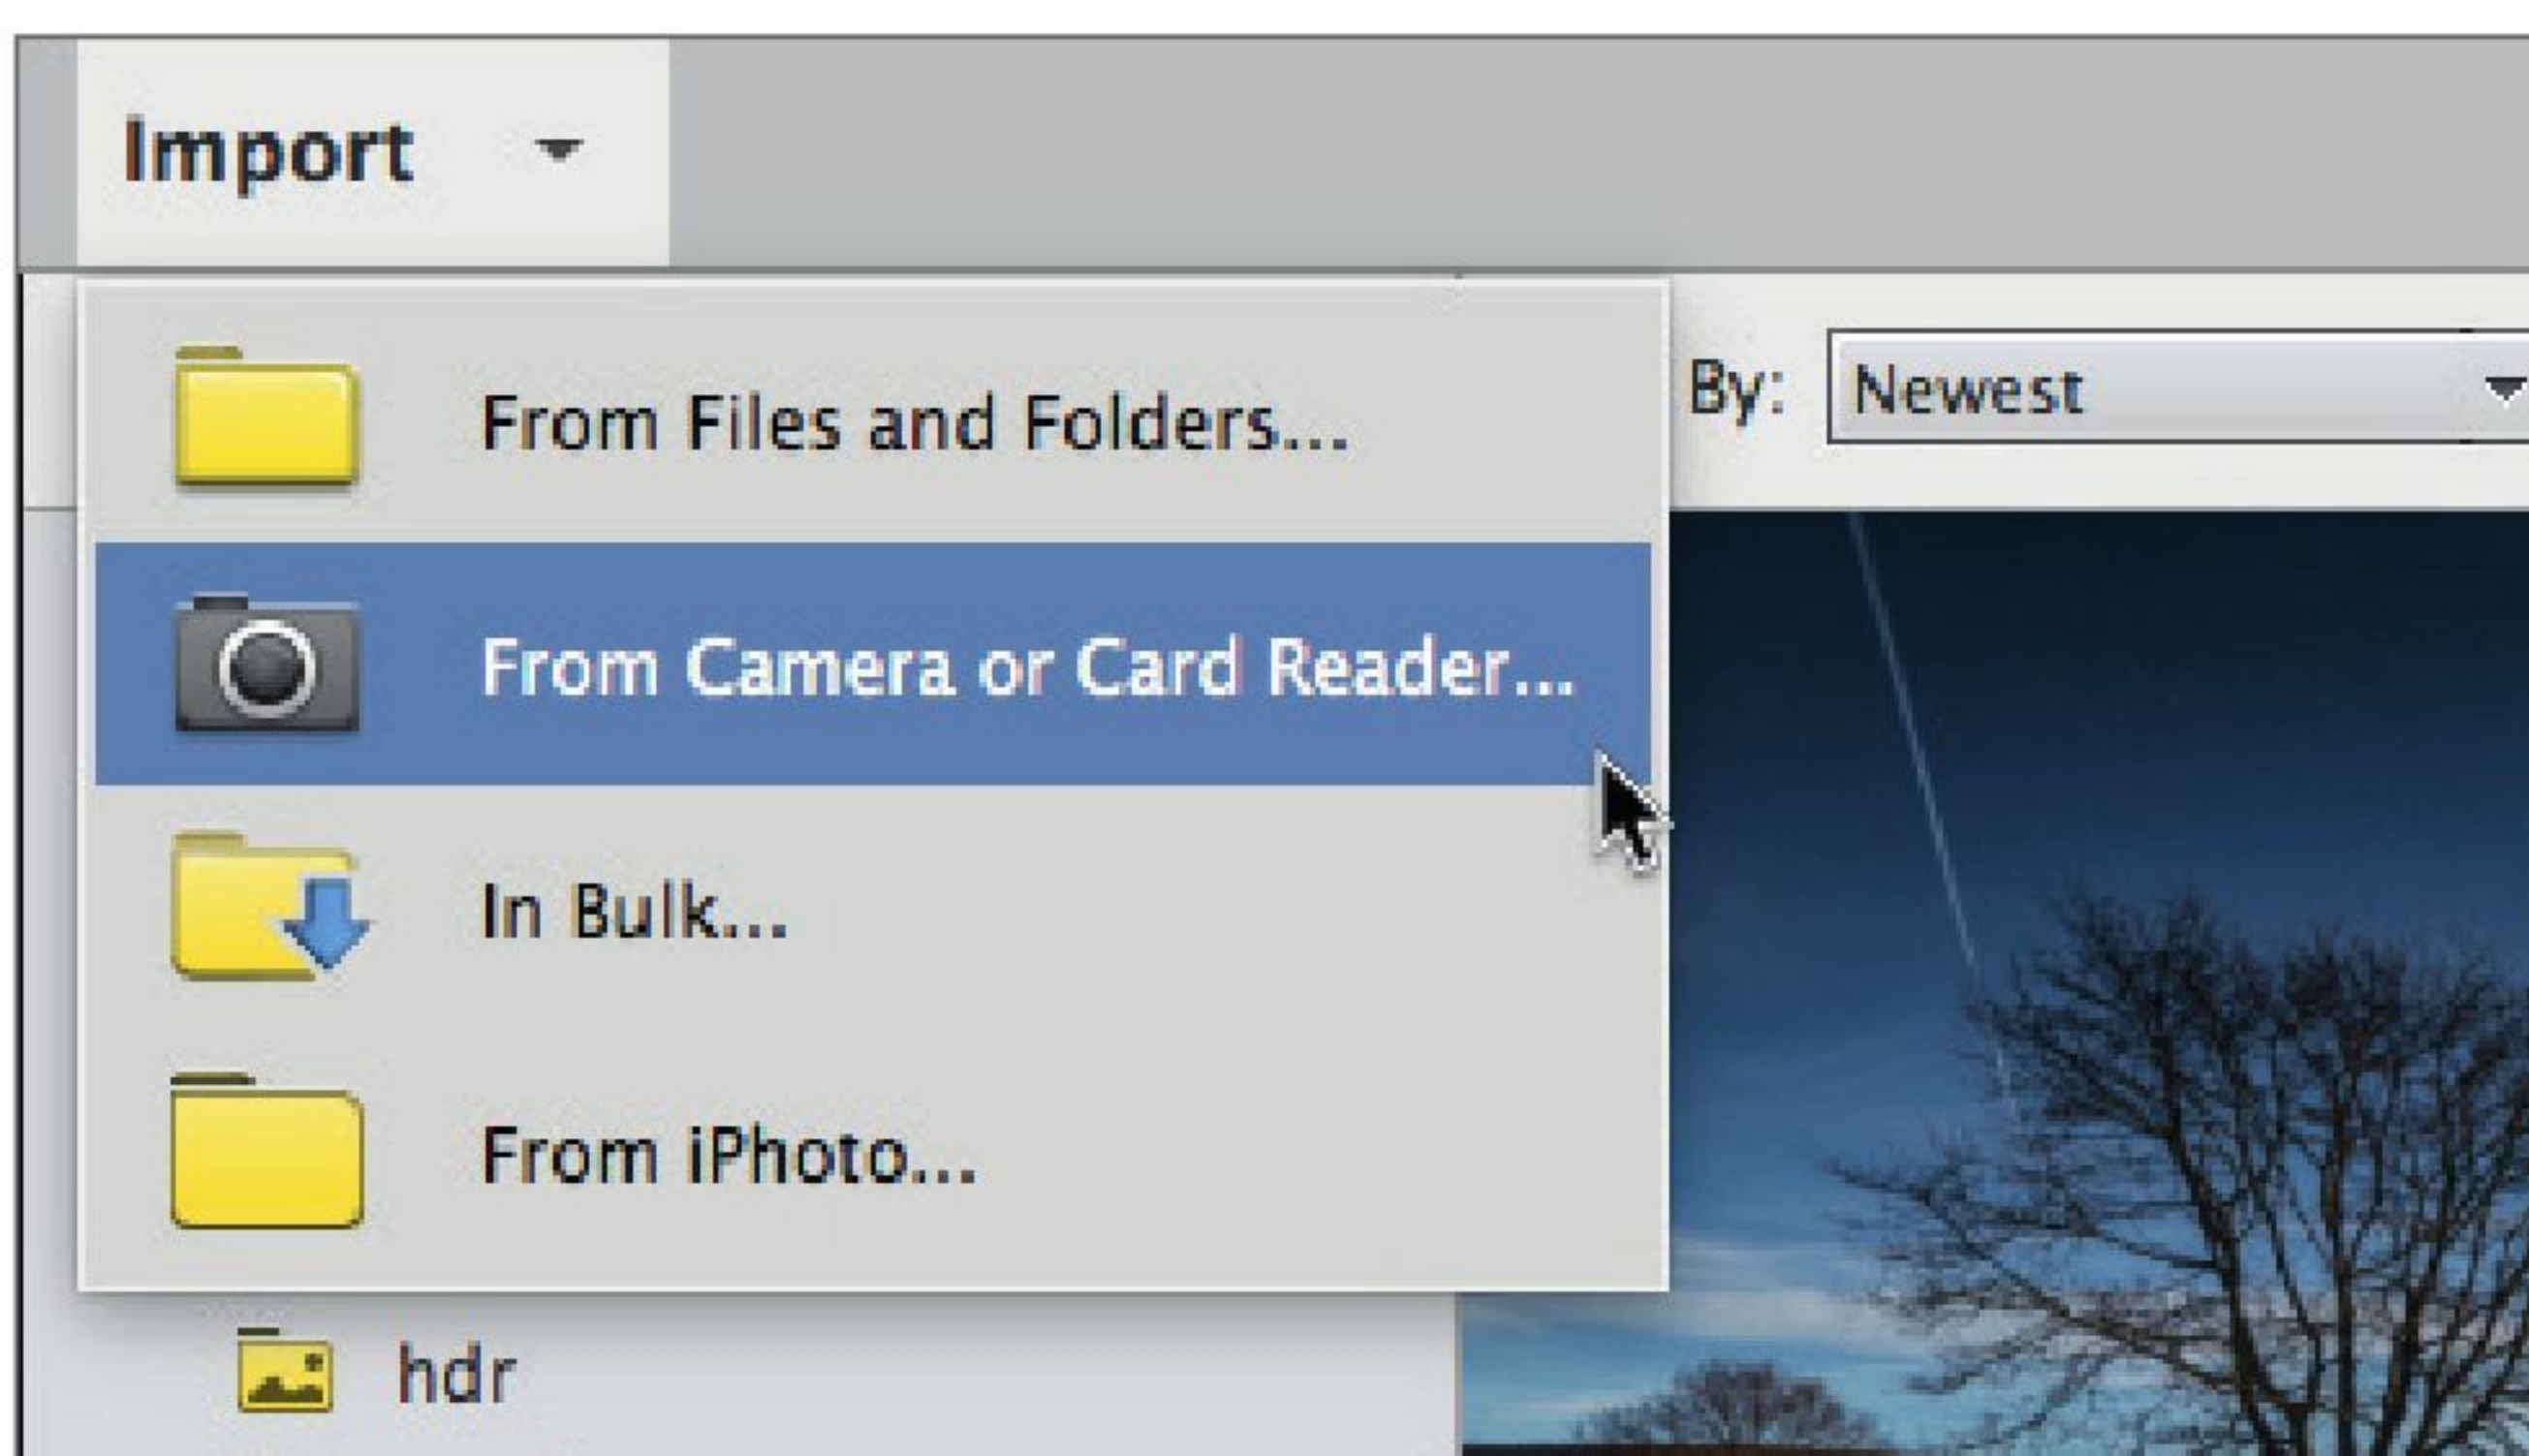 Import
From Files and Folders...
By: Newest
From Camera or Card Reader...
In Bulk...
From iPhoto...
hdr